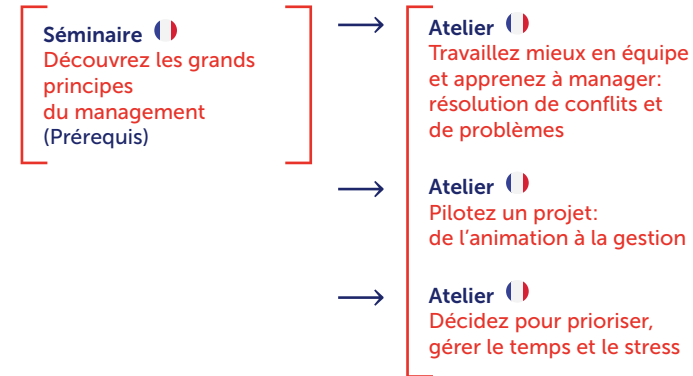 Séminaire
Découvrez les grands
principes
du management
(Prérequis)
Atelier
Travaillez mieux en équipe
et apprenez à manager:
résolution de conflits et
de problèmes
Atelier
Pilotez un projet:
de l’animation à la gestion
Atelier
Décidez pour prioriser,
gérer le temps et le stress